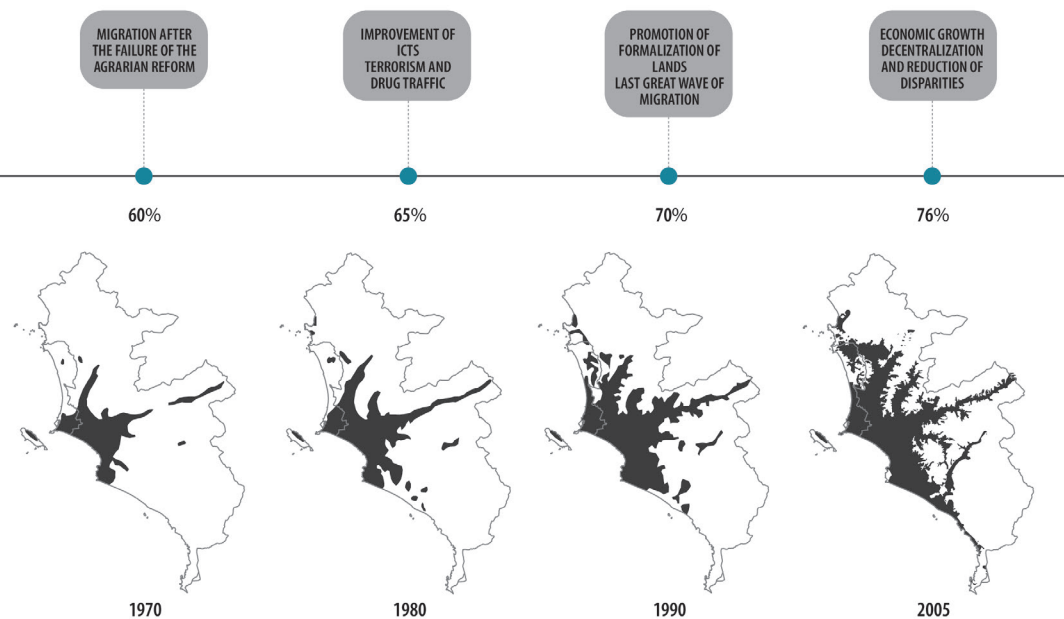 MIGRATION AFTER
THE FAILURE OF THE
AGRARIAN REFORM
IMPROVEMENT OF
ICTS
TERRORISM AND
DRUG TRAFFIC
PROMOTION OF
FORMALIZATION OF
LANDS
LAST GREAT WAVE OF
MIGRATION
ECONOMIC GROWTH
DECENTRALIZATION
AND REDUCTION OF
DISPARITIES
60%
65%
70%
76%
1970
1980
1990
2005